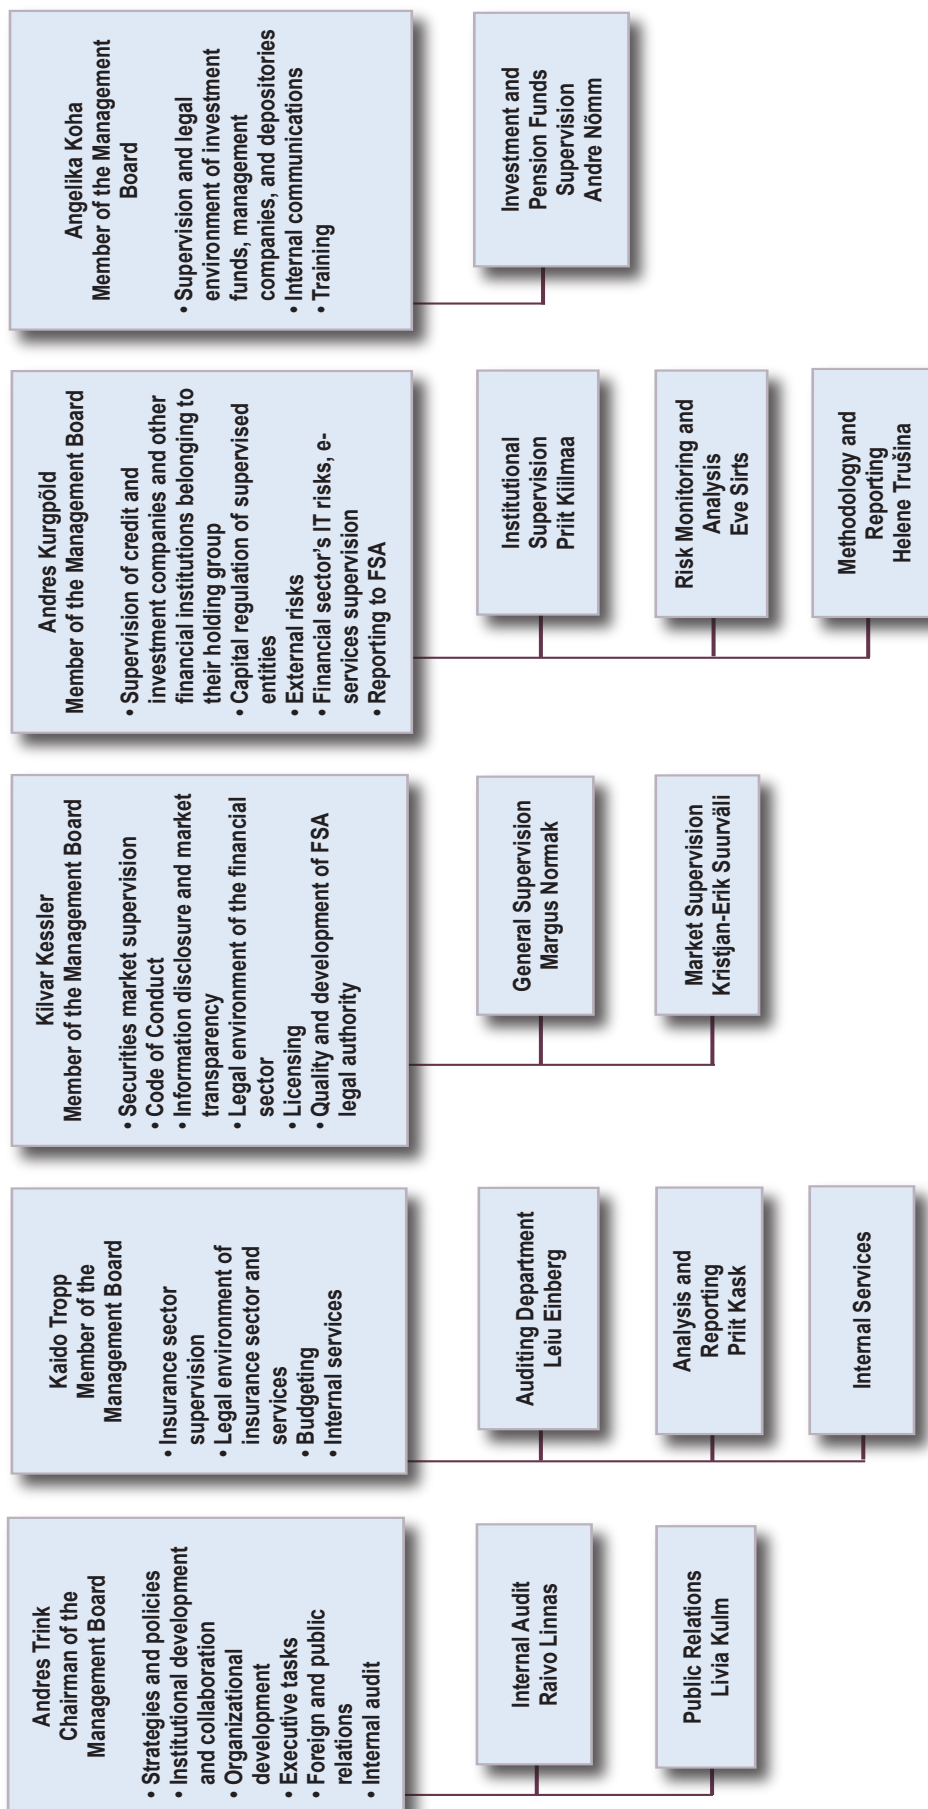 Andres Trink
Chairman of the
Management Board
• Strategies and policies
• Institutional development
and collaboration
• Organizational
development
• Executive tasks
• Foreign and public
relations
• Internal audit
Internal Audit
Raivo Linnas
Public Relations
Livia Kulm
Kaido Tropp
Member of the
Management Board
• Insurance sector
supervision
• Legal environment of
insurance sector and
services
• Budgeting
• Internal services
Auditing Department
Leiu Einberg
Analysis and
Reporting
Priit Kask
Internal Services
Kilvar Kessler
Member of the Management Board
• Securities market supervision
• Code of Conduct
• Information disclosure and market
transparency
• Legal environment of the financial
sector
• Licensing
• Quality and development of FSA
legal authority
General Supervision
Margus Normak
Market Supervision
Kristjan-Erik Suurväli
Andres Kurgpõld
Member of the Management Board
• Supervision of credit and
investment companies and other
financial institutions belonging to
their holding group
• Capital regulation of supervised
entities
• External risks
• Financial sector's IT risks, e-
services supervision
• Reporting to FSA
Institutional
Supervision
Priit Kiilmaa
Risk Monitoring and
Analysis
Eve Sirts
Methodology and
Reporting
Helene Trušina
Angelika Koha
Member of the Management
Board
• Supervision and legal
environment of investment
funds, management
companies, and depositories
• Internal communications
• Training
Investment and
Pension Funds
Supervision
Andre Nõmm